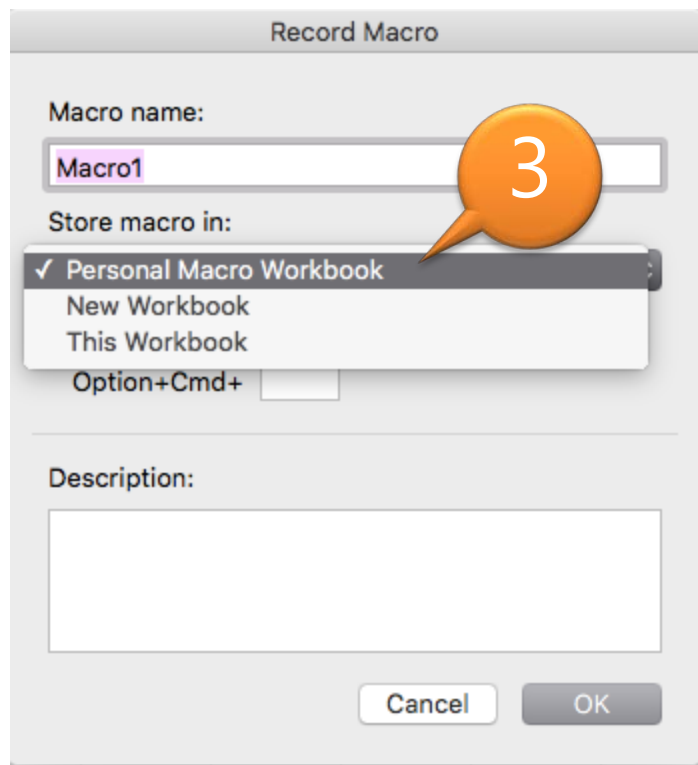 Record Macro
Macro name:
Macro1
3
Store macro in:
✓ Personal Macro Workbook
New Workbook
This Workbook
Option+Cmd+
Description:
Cancel
OK